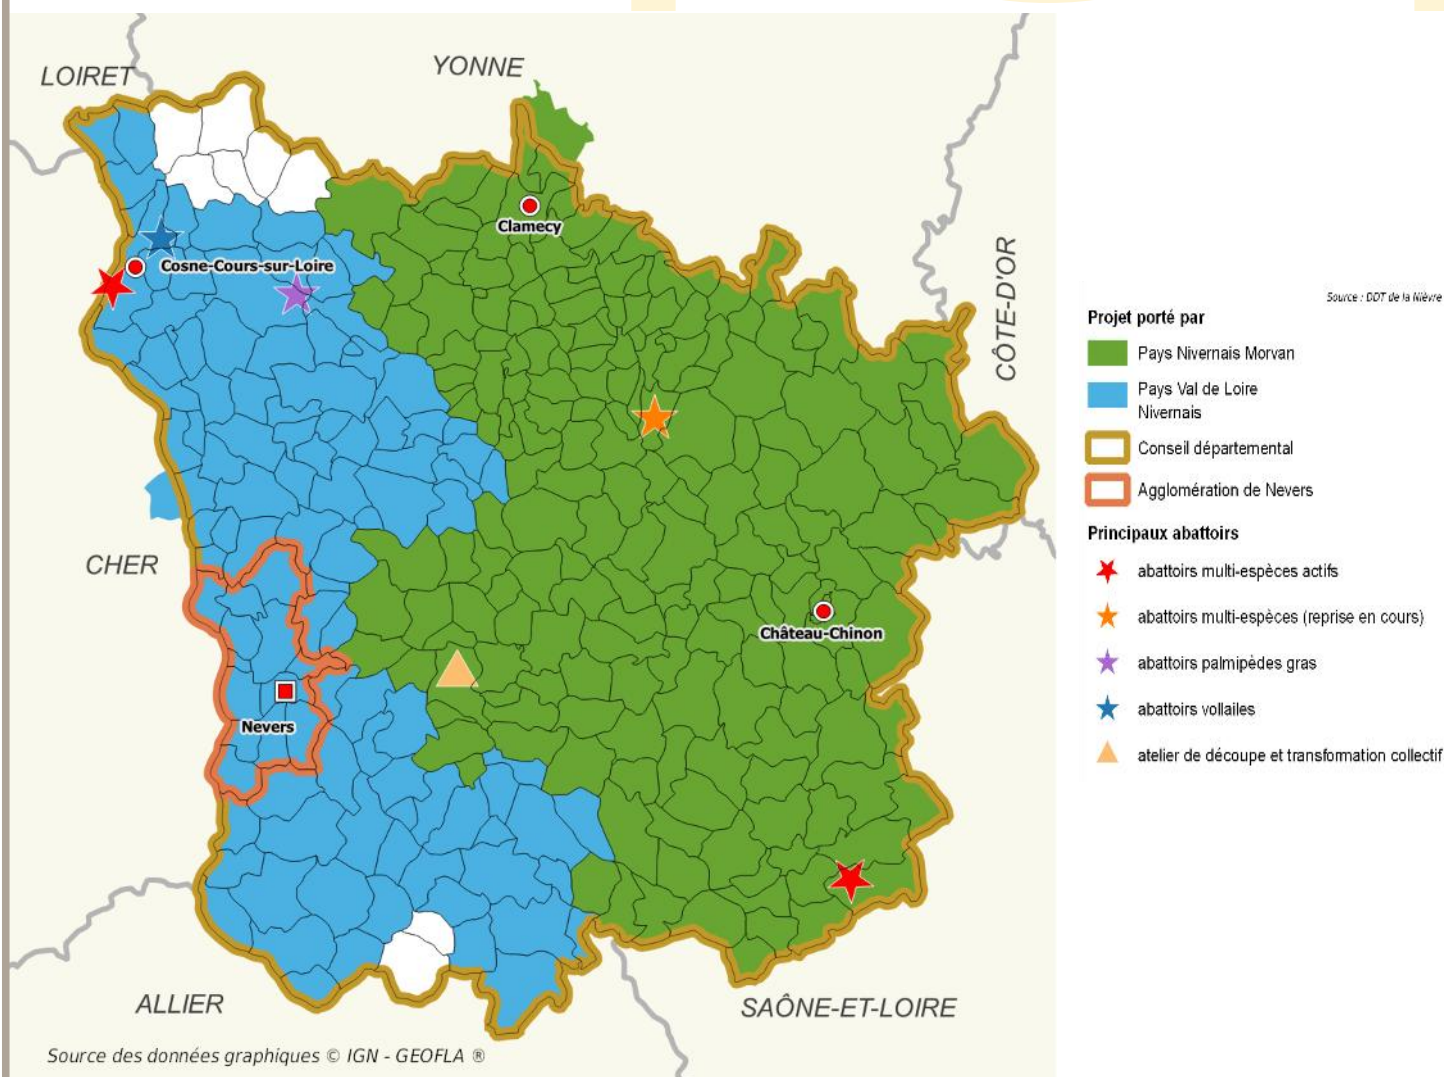 LOIRET
YONNE
CÔTE-D'OR
Clamecy
Cosne-Cours-sur-Loire
CHER
Château-Chinon
Nevers
ALLIER
SAÔNE-ET-LOIRE
Source des données graphiques © IGN - GEOFLA ®
Source : DDT de la Nièvre
Projet porté par
Pays Nivernais Morvan
Pays Val de Loire
Nivernais
Conseil départemental
Agglomération de Nevers
Principaux abattoirs
abattoirs multi-espèces actifs
abattoirs multi-espèces (reprise en cours)
abattoirs palmipèdes gras
abattoirs vollailes
atelier de découpe et transformation collectif